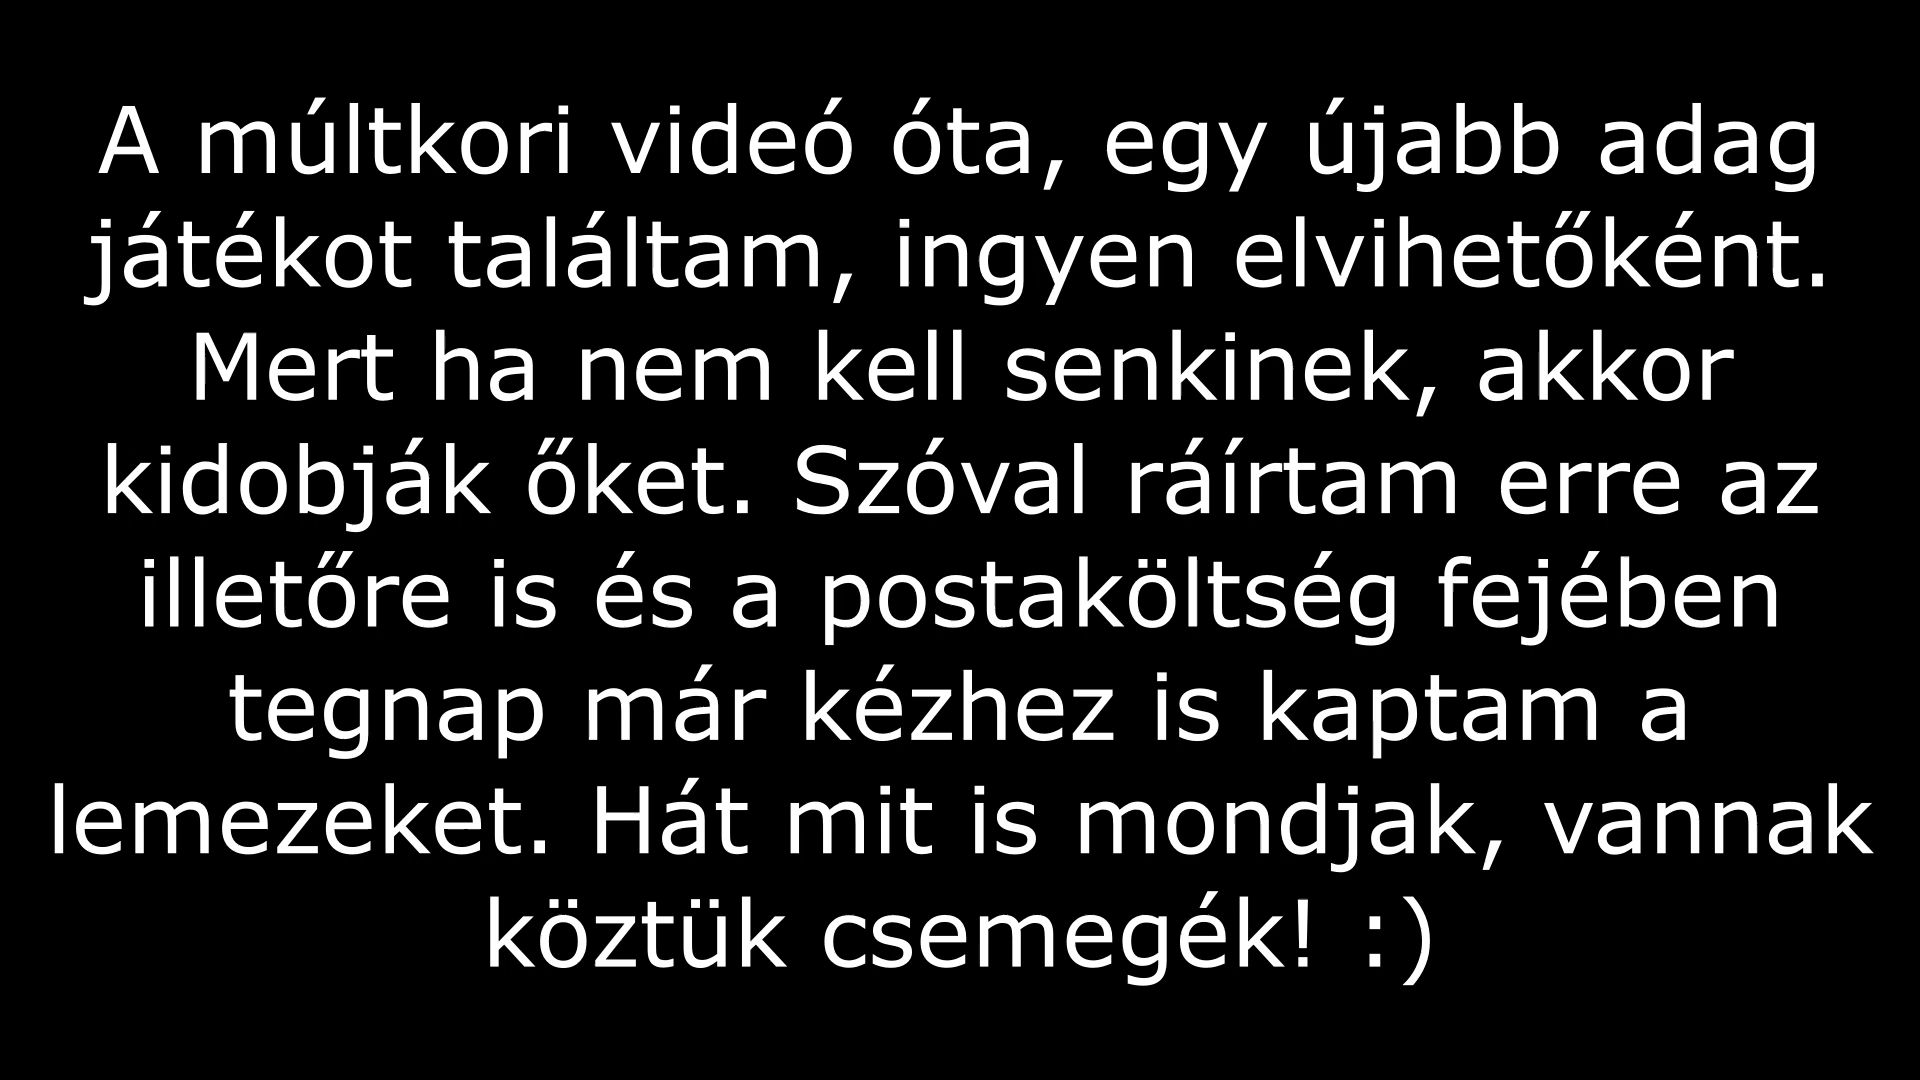 A múltkori videó óta, egy újabb adag
játékot találtam, ingyen elvihetőként.
Mert ha nem kell senkinek, akkor
kidobják őket. Szóval ráírtam erre az
illetőre is és a postaköltség fejében
tegnap már kézhez is kaptam a
lemezeket. Hát mit is mondjak, vannak
köztük csemegék! :)